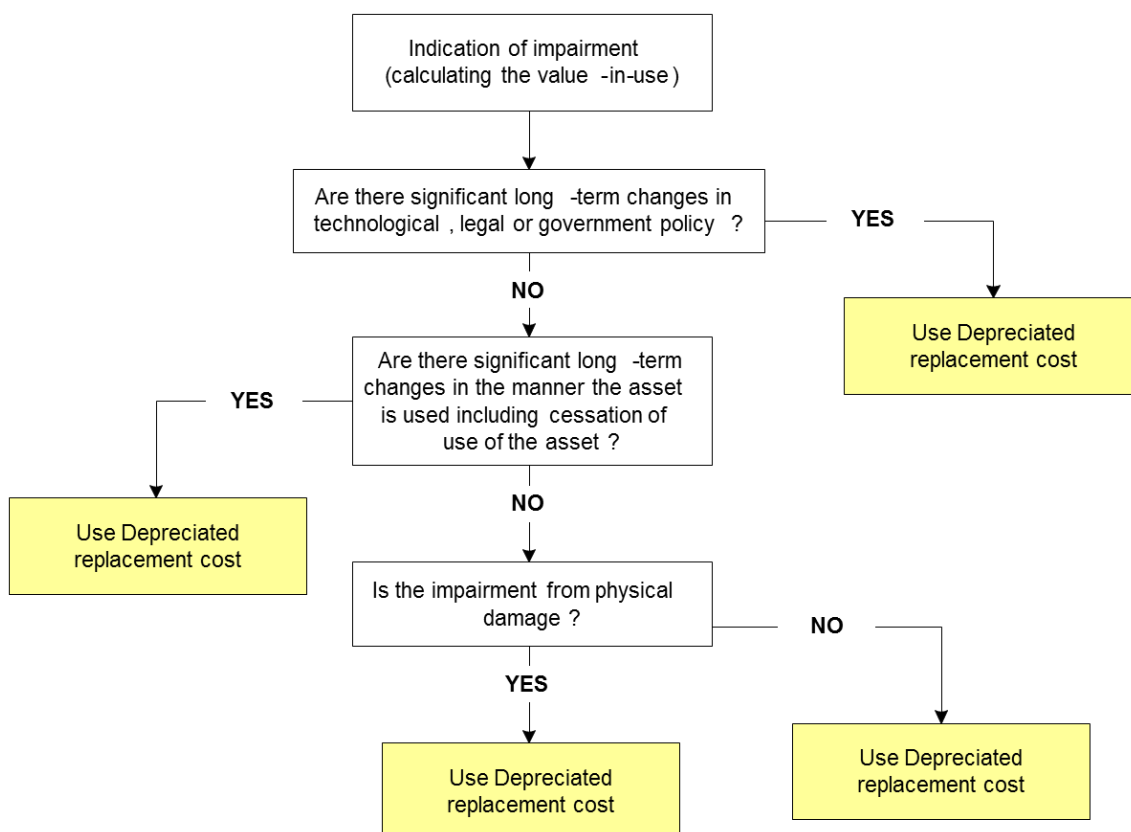 Indication of impairment
(calculating the value -in-use)
Are there significant long -term changes in
technological , legal or government policy ?
YES
NO
Use Depreciated
replacement cost
Are there significant long -term
changes in the manner the asset
is used including cessation of
use of the asset ?
YES
NO
Use Depreciated
replacement cost
Is the impairment from physical
damage ?
NO
YES
Use Depreciated
replacement cost
Use Depreciated
replacement cost